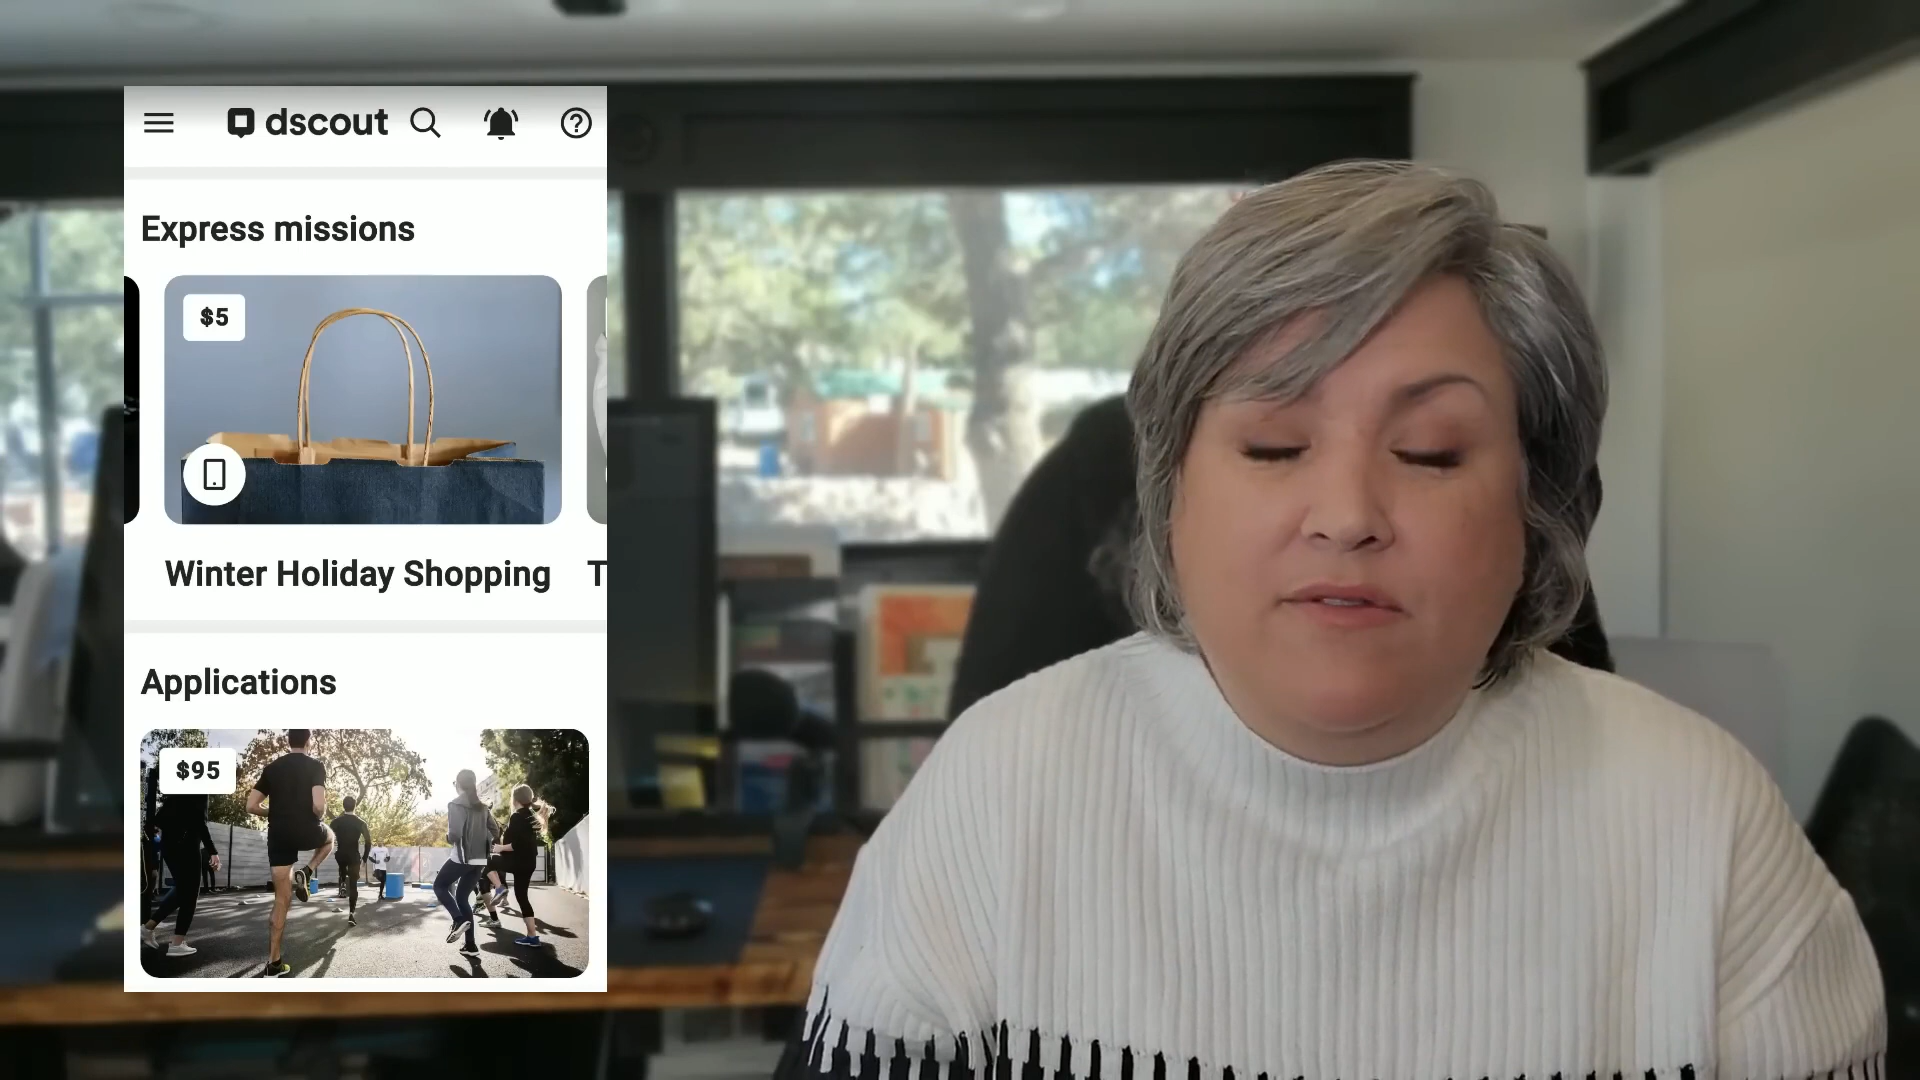 dscout
Express missions
$5
Winter Holiday Shopping
T
Applications
$95